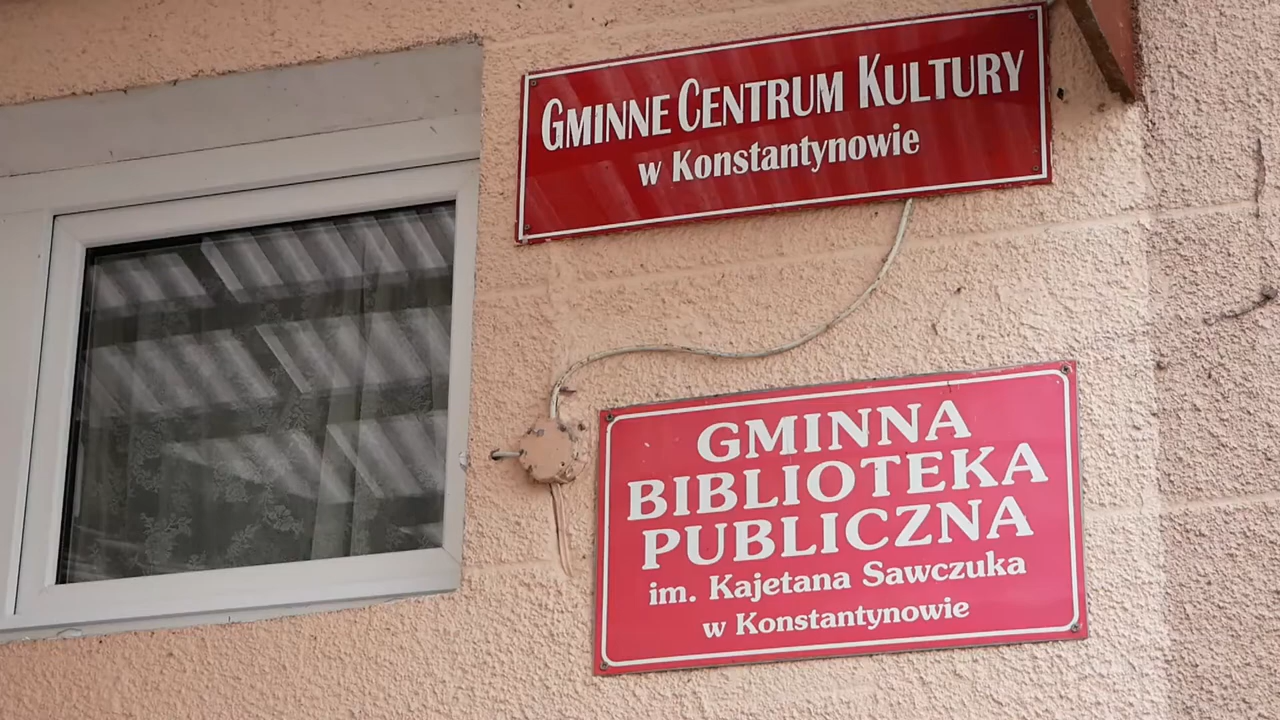 GMINNE CENTRUM KULTURY
w Konstantynowie
GMINNA
BIBLIOTEKA
PUBLICZNA
im. Kajetana Sawczuka
w Konstantynowie